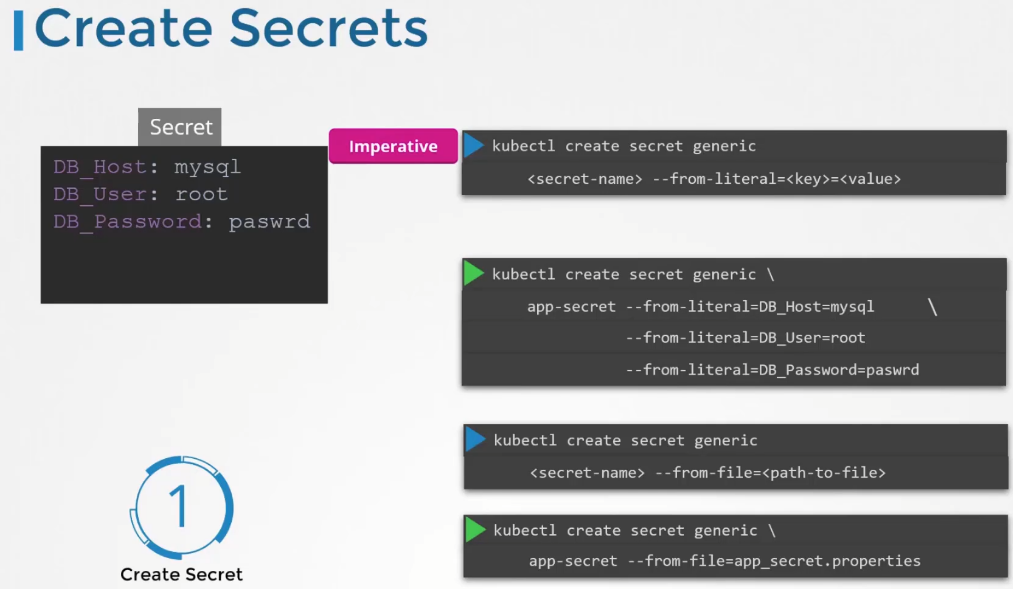 Create Secrets
Secret
DB_Host: mysql
DB_User: root
DB_Password: paswrd
Imperative
kubectl create secret generic
<secret-name> --from-literal=<key>=<value>
kubectl create secret generic \
app-secret --from-literal=DB_Host=mysql \
--from-literal=DB_User=root
--from-literal=DB_Password=paswrd
kubectl create secret generic
<secret-name> --from-file=<path-to-file>
kubectl create secret generic \
app-secret --from-file=app_secret.properties
1
Create Secret